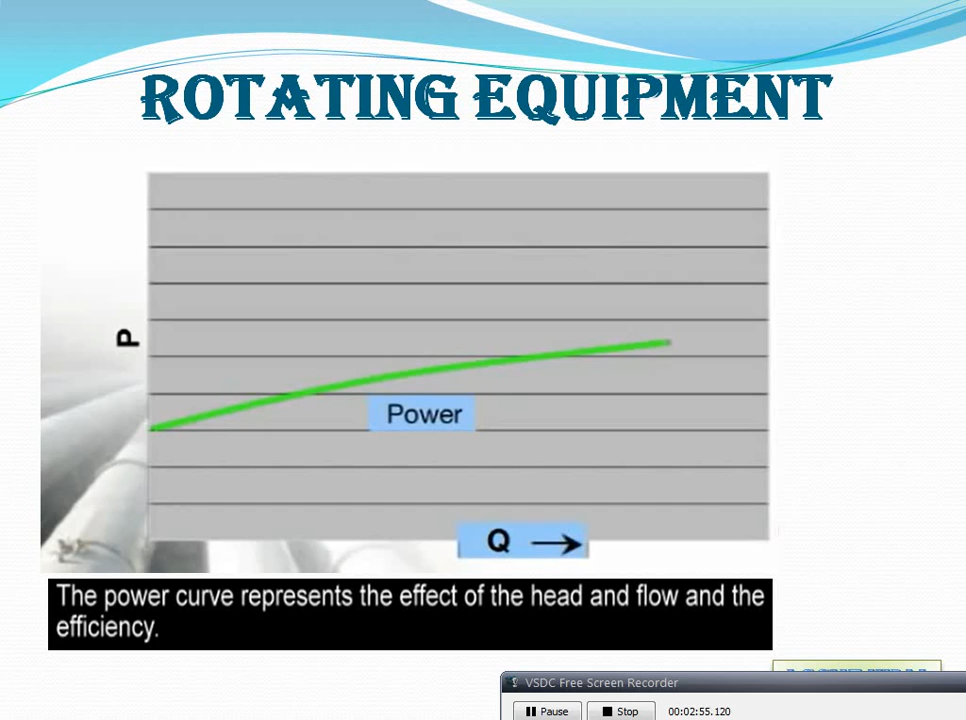 ROTATING EQUIPMENT
P
Power
Q
The power curve represents the effect of the head and flow and the
efficiency.
VSDC Free Screen Recorder
Pause Stop 00:02:55.120